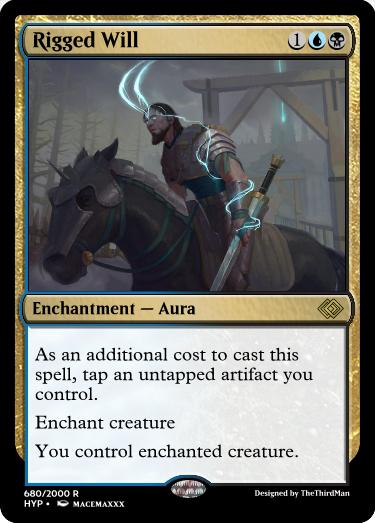 Rigged Will 1
Enchantment — Aura
As an additional cost to cast this
spell, tap an untapped artifact you
control.
Enchant creature
You control enchanted creature.
680/2000 R
HYP • MACEMAXXX
Designed by TheThirdMan